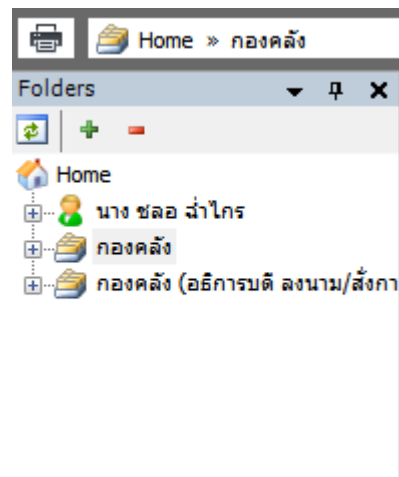 Home » กองคลัง
Folders
Home
นาง ชลอ ฉ่ำไกร
กองคลัง
กองคลัง (อธิการบดี ลงนาม/สั่งกา